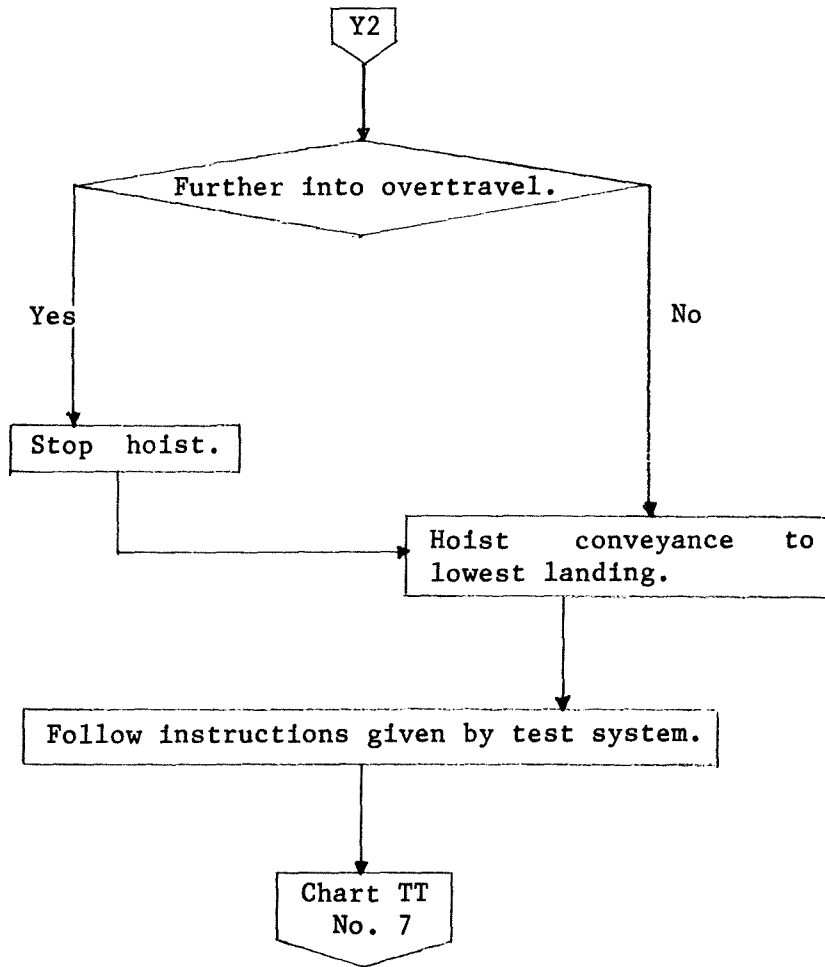 Y2
Further into overtravel.
Yes
No
Stop hoist.
Hoist conveyance to
lowest landing.
Follow instructions given by test system.
Chart TT
No. 7